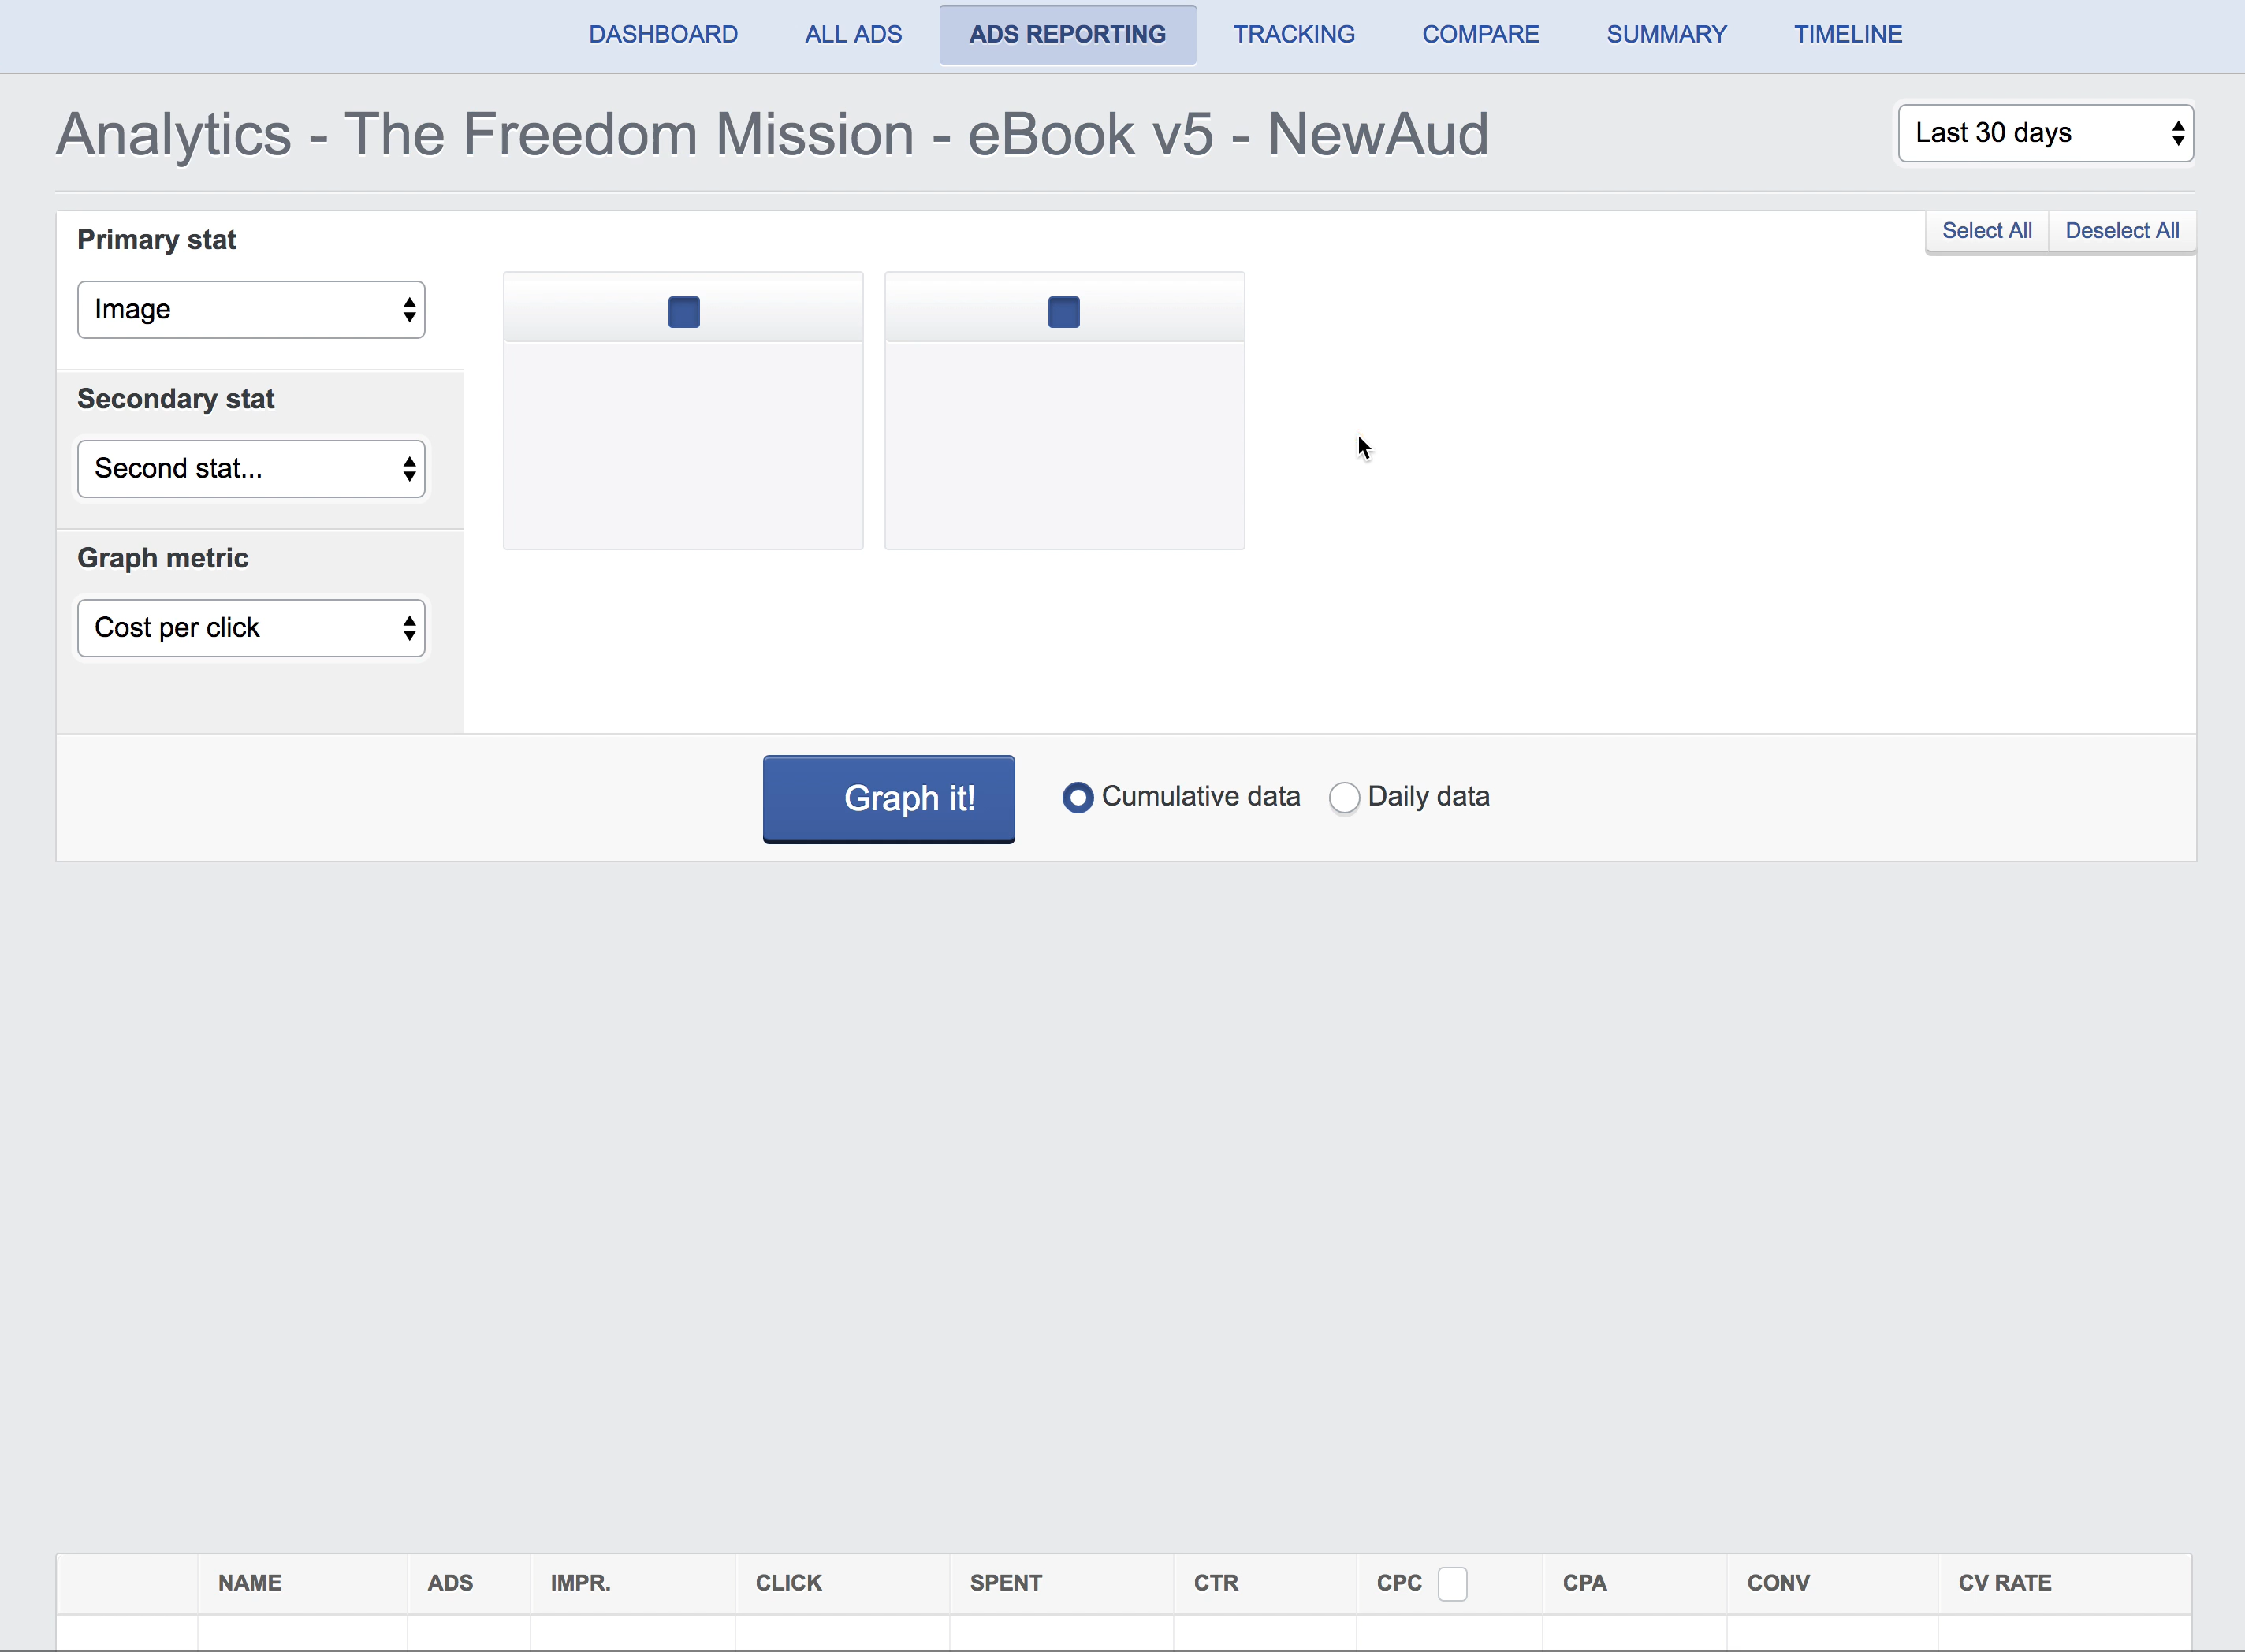 DASHBOARD ALL ADS ADS REPORTING TRACKING COMPARE SUMMARY TIMELINE
Analytics - The Freedom Mission - eBook v5 - NewAud
Last 30 days
Select All Deselect All
Primary stat
Image
Secondary stat
Second stat...
Graph metric
Cost per click
Graph it! Cumulative data Daily data
NAME ADS IMPR. CLICK SPENT CTR CPC CPA CONV CV RATE